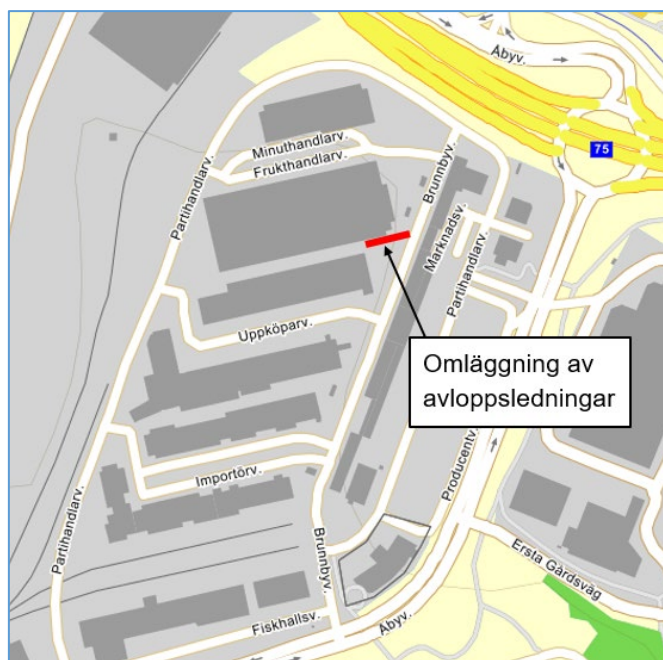 Åbyv.
Minuthandlarv.
Frukthandlarv.
Brunnbyv.
75
Partihandlarv.
Marknadsv.
Partihandlarv.
Uppköparv.
Omläggning av
avloppsledningar
Importörv.
Producentv.
Partihandlarv.
Brunnbyv.
Ersta Gårdsväg
Fiskhallsv.
Åbyv.